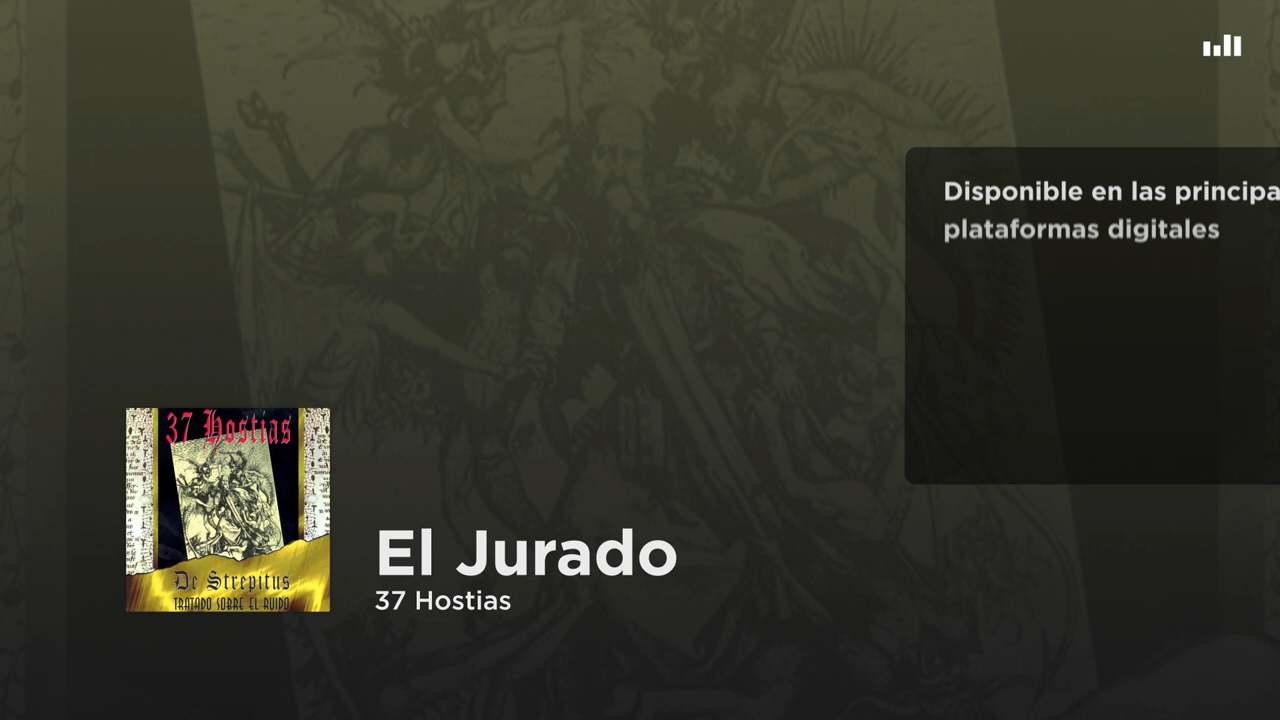 Disponible en las principa
plataformas digitales
37 Hostias
De Strepitus
TRATADO SOBRE EL RUIDO
El Jurado
37 Hostias